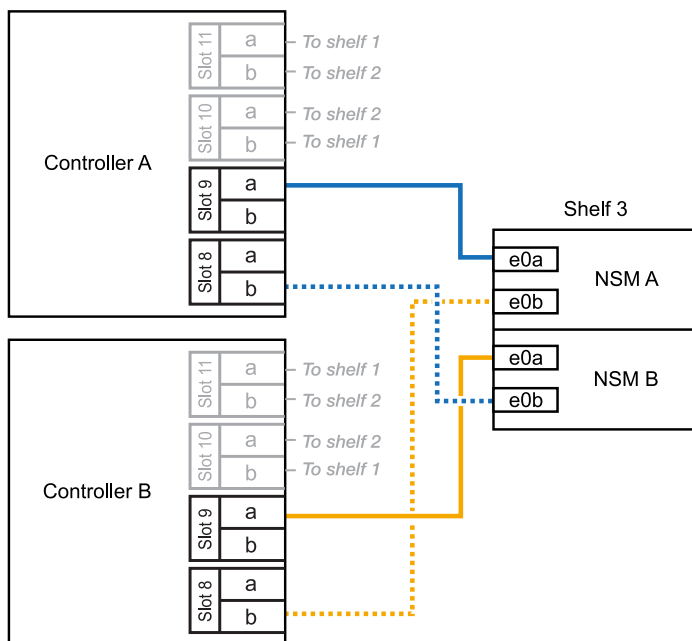 Controller A
Slot 11
a
To shelf 1
b
To shelf 2
Slot 10
a
To shelf 2
b
To shelf 1
Slot 9
a
b
Slot 8
a
b
Shelf 3
e0a
NSM A
e0b
e0a
NSM B
e0b
Controller B
Slot 11
a
To shelf 1
b
To shelf 2
Slot 10
a
To shelf 2
b
To shelf 1
Slot 9
a
b
Slot 8
a
b